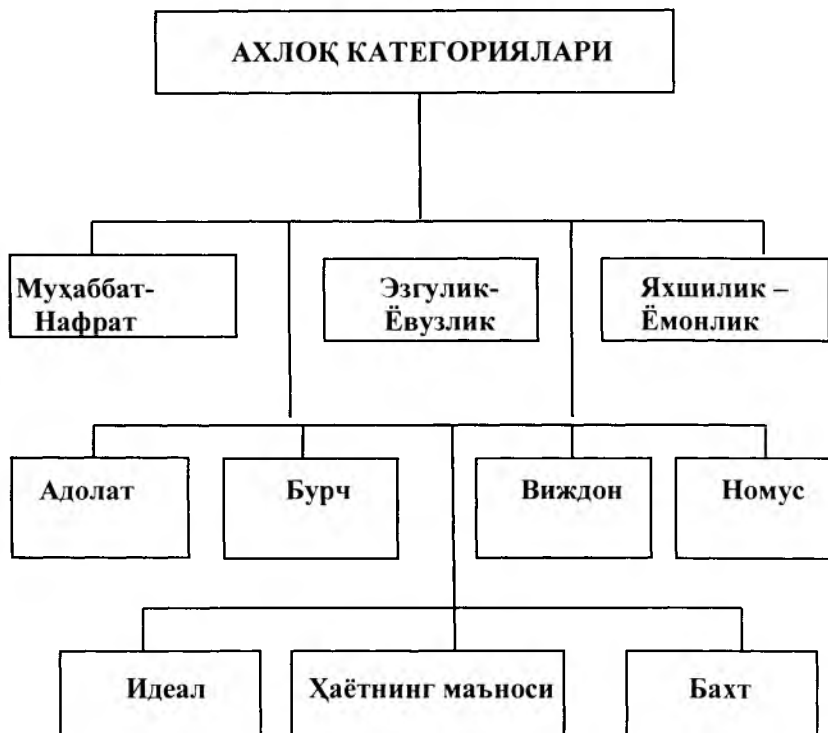 АХЛОҚ КАТЕГОРИЯЛАРИ
Муҳаббат-
Нафрат
Эзгулик-
Ёвузлик
Яхшилик –
Ёмонлик
Адолат
Бурч
Виждон
Номус
Идеал
Ҳаётнинг маъноси
Бахт